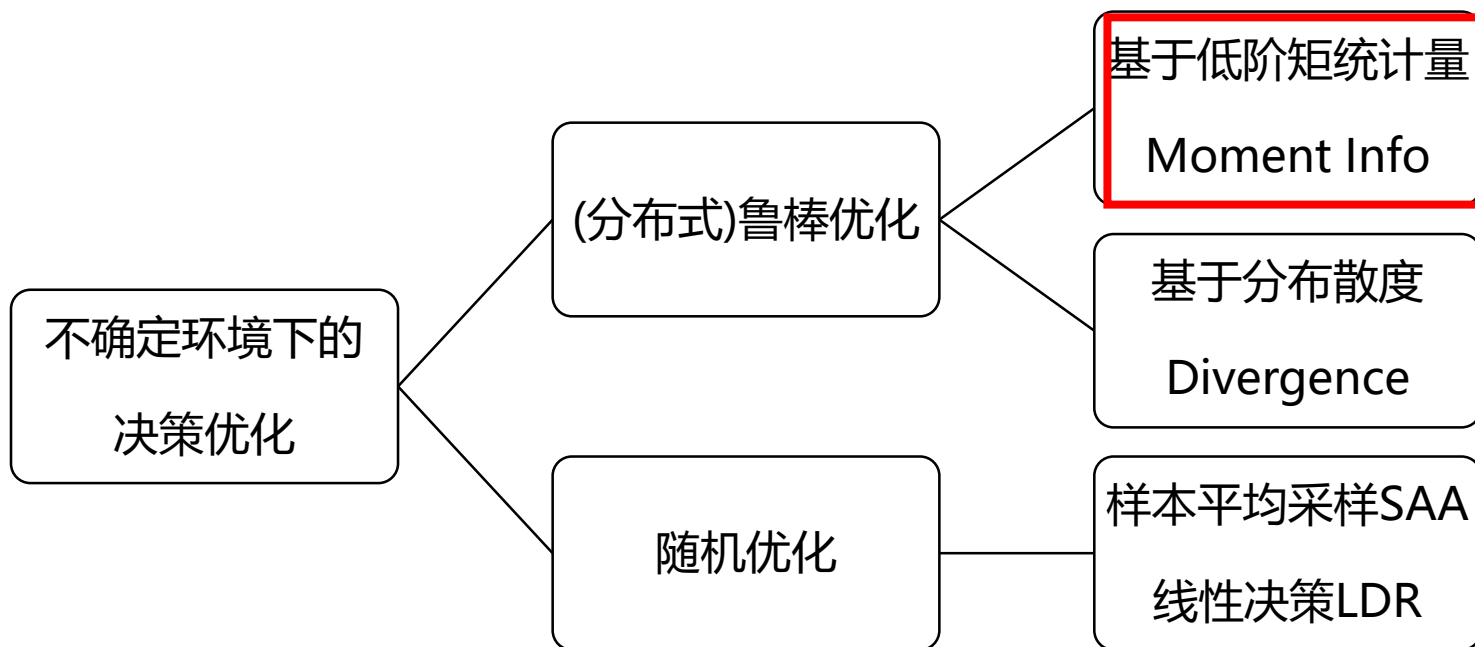 不确定环境下的
决策优化
(分布式)鲁棒优化
随机优化
基于低阶矩统计量
Moment Info
基于分布散度
Divergence
样本平均采样SAA
线性决策LDR